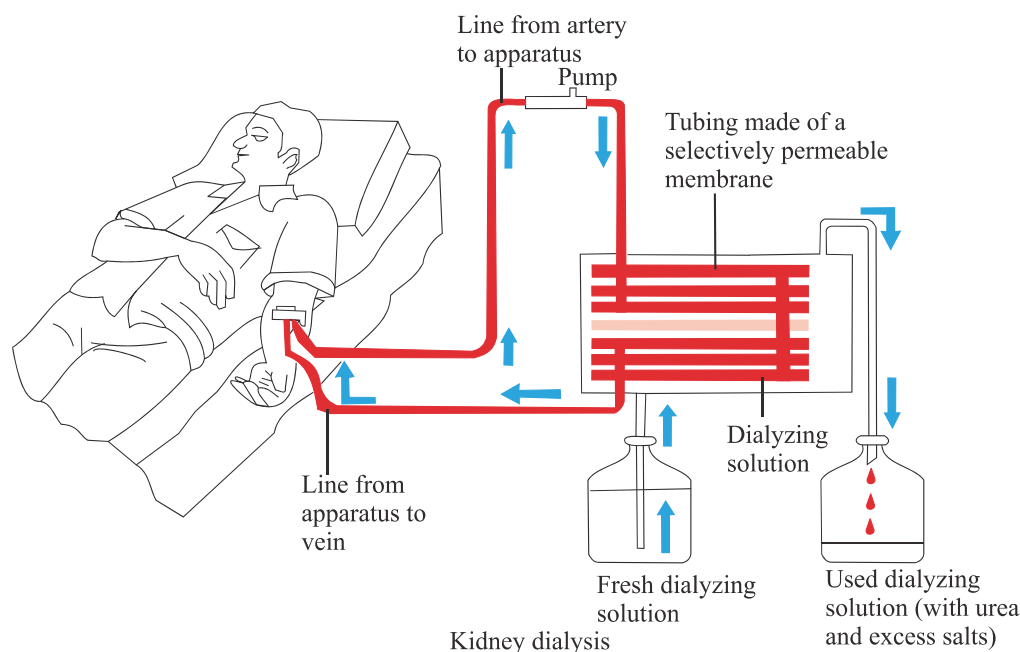 Line from artery
to apparatus
Pump
Tubing made of a
selectively permeable
membrane
Dialyzing
solution
Line from
apparatus to
vein
Fresh dialyzing
solution
Used dialyzing
solution (with urea
and excess salts)
Kidney dialysis